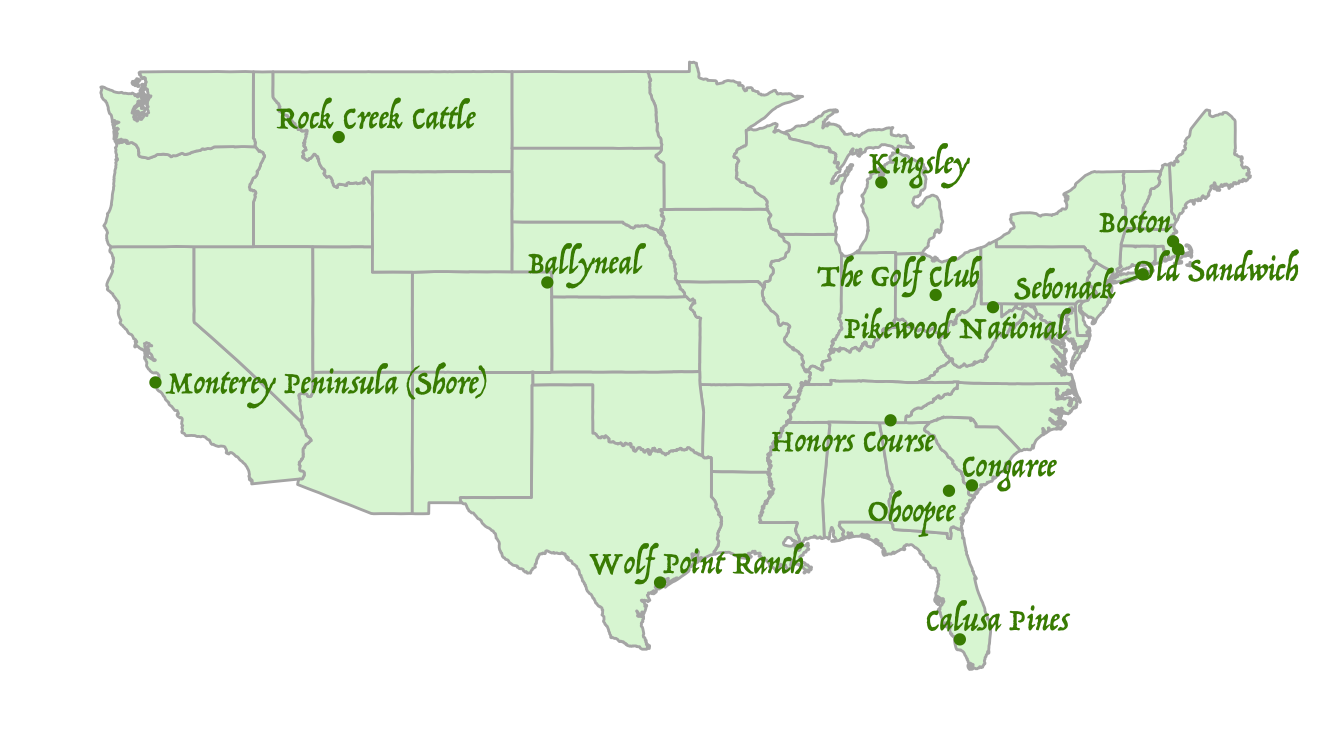 Rock Creek Cattle
Kingsley
Boston
Ballyneal
The Golf Club
Old Sandwich
Sebonack
Pikewood National
Monterey Peninsula (Shore)
Honors Course
Congaree
Ohoopee
Wolf Point Ranch
Calusa Pines